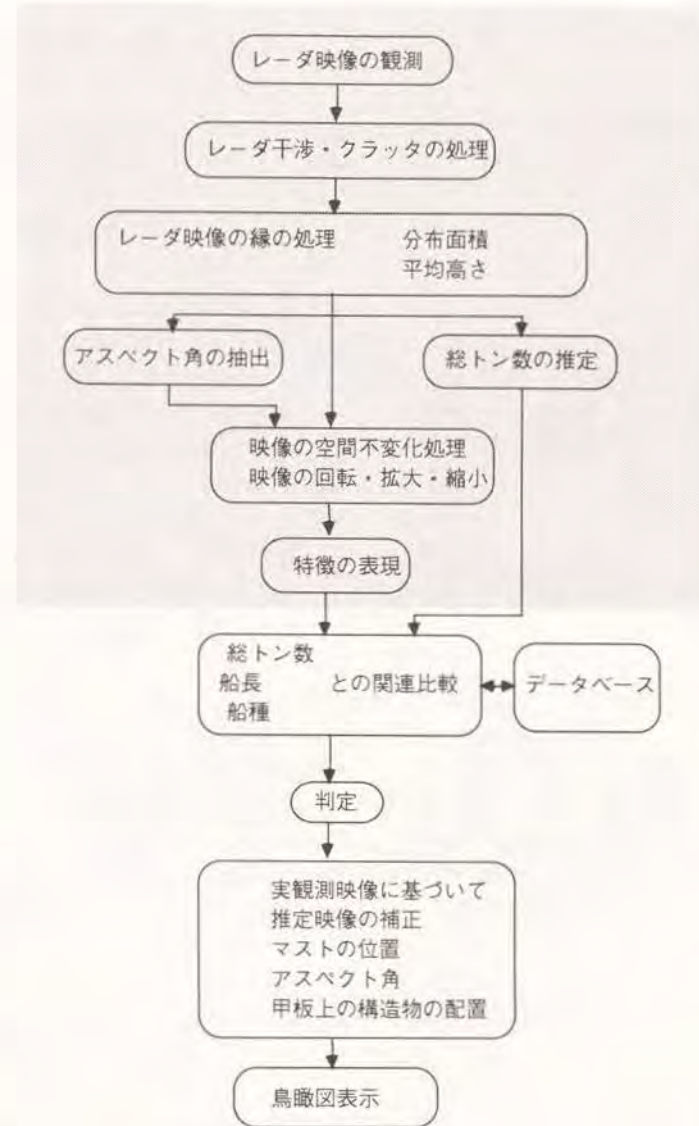 レーダ映像の観測
レーダ干渉・クラッタの処理
レーダ映像の縁の処理 分布面積
平均高さ
アスペクト角の抽出
総トン数の推定
映像の空間不変化処理
映像の回転・拡大・縮小
特徴の表現
総トン数
船長 との関連比較
船種
データベース
判定
実観測映像に基づいて
推定映像の補正
マストの位置
アスペクト角
甲板上の構造物の配置
鳥瞰図表示